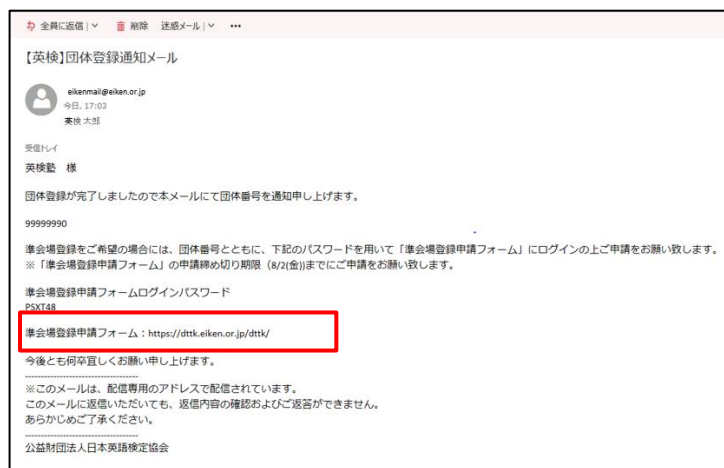 全員に返信 | 削除 迷惑メール | •••
【英検】団体登録通知メール
eikenmail@eiken.or.jp
今日, 17:03
英検 太郎
受信トレイ
英検塾　様
団体登録が完了しましたので本メールにて団体番号を通知申し上げます。
99999990
準会場登録をご希望の場合には、団体番号とともに、下記のパスワードを用いて「準会場登録申請フォーム」にログインの上ご申請をお願い致します。
※「準会場登録申請フォーム」の申請締め切り期限（8/2(金))までにご申請をお願い致します。
準会場登録申請フォームログインパスワード
PSXT48
準会場登録申請フォーム：https://dttk.eiken.or.jp/dttk/
今後とも何卒宜しくお願い申し上げます。
-----------------------------------
※このメールは、配信専用のアドレスで配信されています。
このメールに返信いただいても、返信内容の確認およびご返答ができません。
あらかじめご了承ください。
-----------------------------------
公益財団法人日本英語検定協会